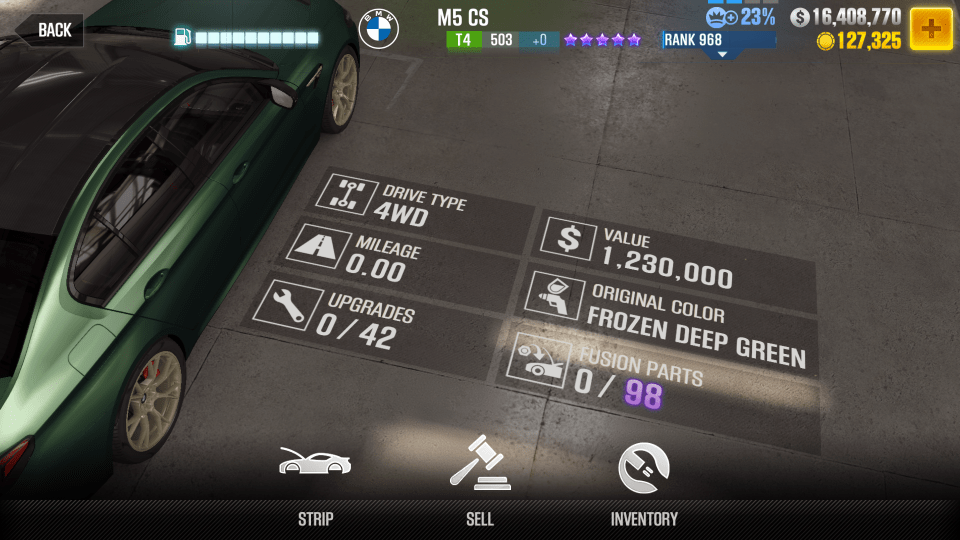 BACK
BMW
M5 CS
T4 503 +0
23%
RANK 968
$ 16,408,770
127,325
DRIVE TYPE
4WD
MILEAGE
0.00
UPGRADES
0/42
$ VALUE
1,230,000
ORIGINAL COLOR
FROZEN DEEP GREEN
FUSION PARTS
0/98
STRIP
SELL
INVENTORY